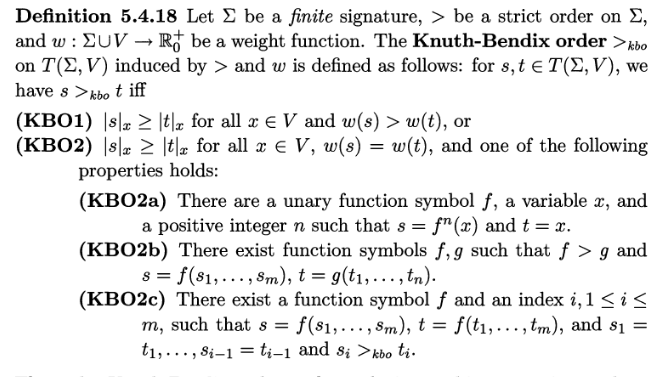 Definition 5.4.18 Let Σ be a finite signature, > be a strict order on Σ,
and w : Σ∪V → ℝ₀⁺ be a weight function. The Knuth-Bendix order >kbo
on T(Σ, V) induced by > and w is defined as follows: for s, t ∈ T(Σ, V), we
have s >kbo t iff
(KBO1) |s|ₓ ≥ |t|ₓ for all x ∈ V and w(s) > w(t), or
(KBO2) |s|ₓ ≥ |t|ₓ for all x ∈ V, w(s) = w(t), and one of the following
properties holds:
(KBO2a) There are a unary function symbol f, a variable x, and
a positive integer n such that s = fⁿ(x) and t = x.
(KBO2b) There exist function symbols f, g such that f > g and
s = f(s₁, . . . , sₘ), t = g(t₁, . . . , tₙ).
(KBO2c) There exist a function symbol f and an index i, 1 ≤ i ≤
m, such that s = f(s₁, . . . , sₘ), t = f(t₁, . . . , tₘ), and s₁ =
t₁, . . . , sᵢ₋₁ = tᵢ₋₁ and sᵢ >kbo tᵢ.